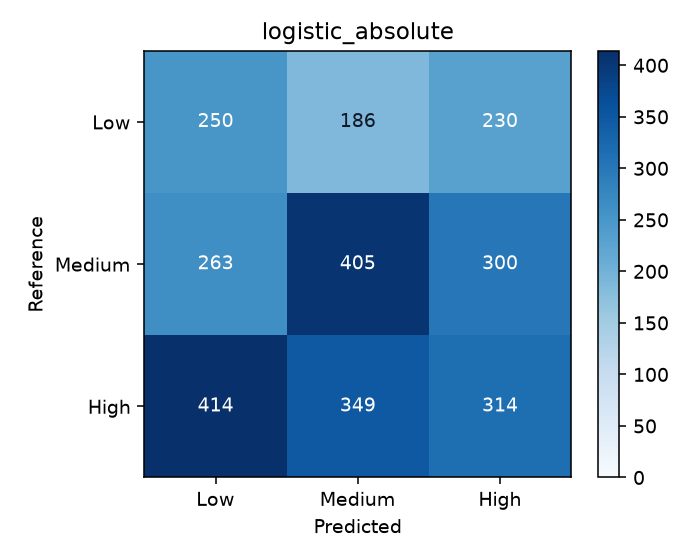 logistic_absolute
Reference
Low
Medium
High
250 186 230
263 405 300
414 349 314
Low Medium High
Predicted
400
350
300
250
200
150
100
50
0